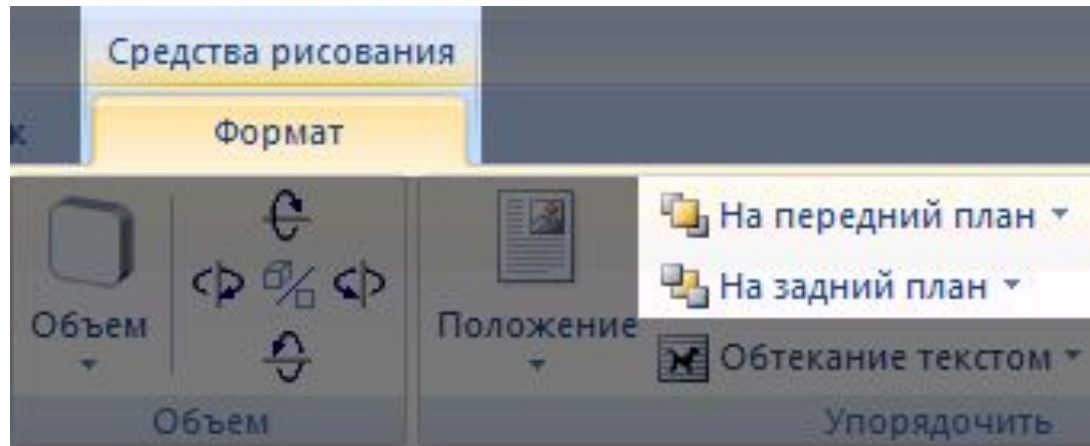 Средства рисования
Формат
На передний план
На задний план
Объем
Положение
Обтекание текстом
Объем
Упорядочить